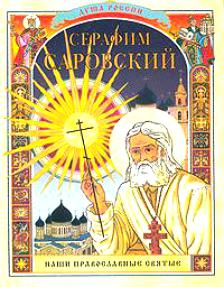 ДУША РОССИИ
СЕРАФИМ
САРОВСКИЙ
НАШИ ПРАВОСЛАВНЫЕ СВЯТЫЕ